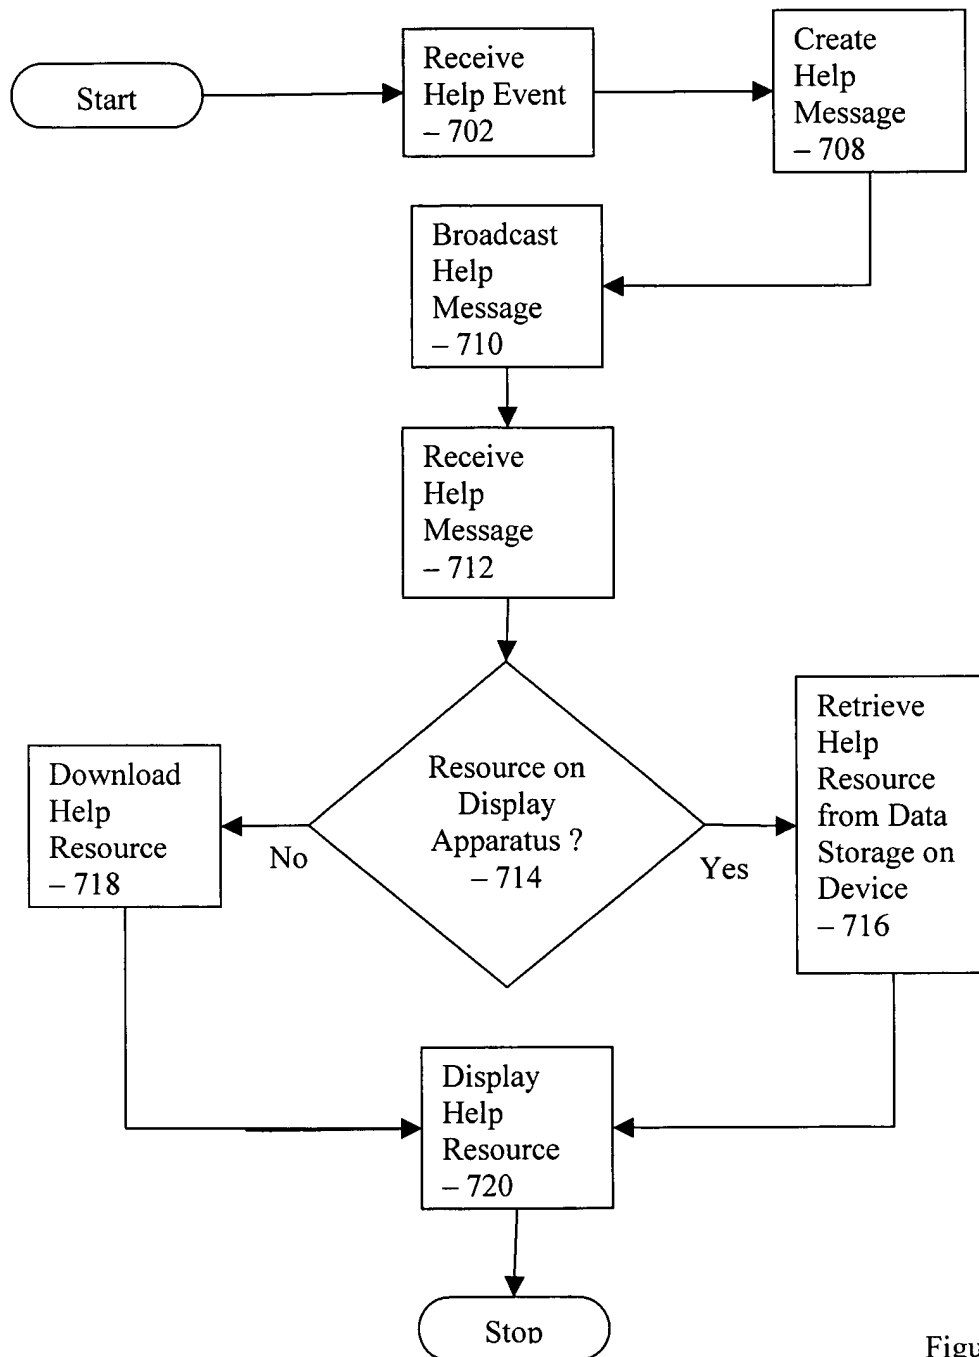 Start
Receive
Help Event
– 702
Create
Help
Message
– 708
Broadcast
Help
Message
– 710
Receive
Help
Message
– 712
Resource on
Display
Apparatus ?
– 714
No
Yes
Download
Help
Resource
– 718
Retrieve
Help
Resource
from Data
Storage on
Device
– 716
Display
Help
Resource
– 720
Stop